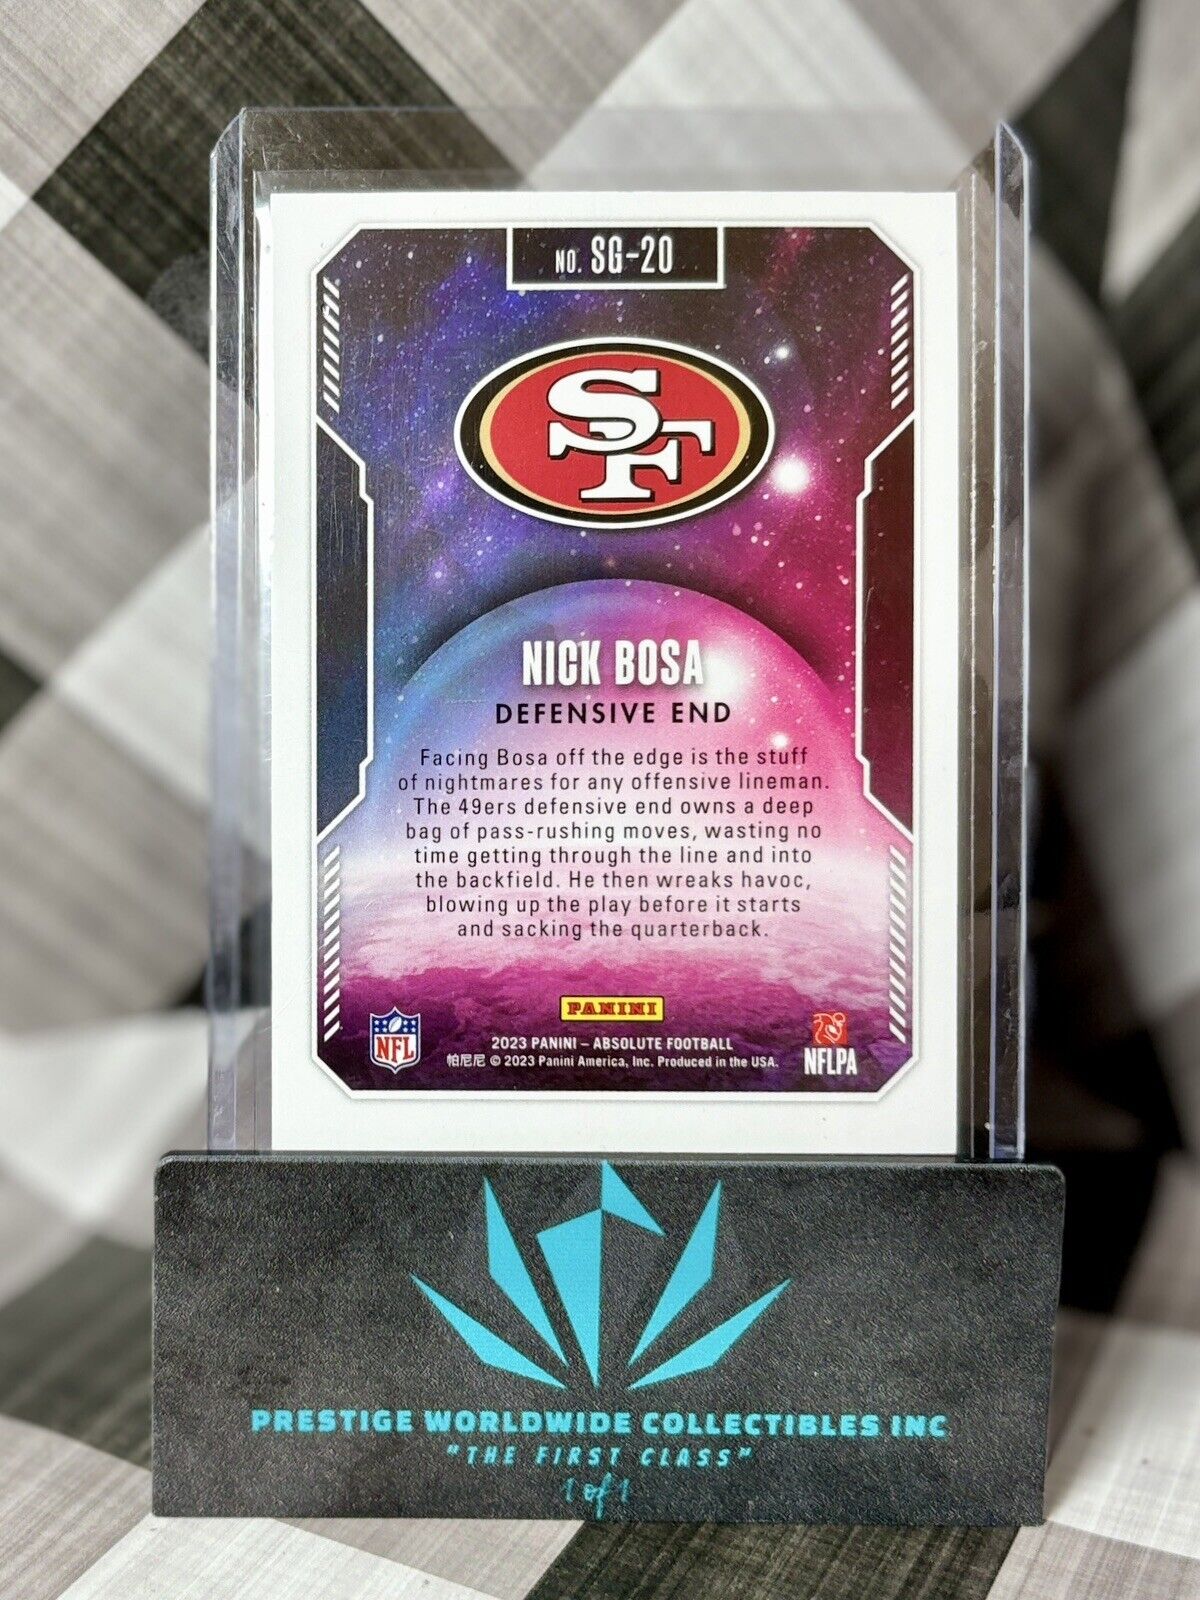 NO. SG-20
SF
NICK BOSA
DEFENSIVE END
Facing Bosa off the edge is the stuff
of nightmares for any offensive lineman.
The 49ers defensive end owns a deep
bag of pass-rushing moves, wasting no
time getting through the line and into
the backfield. He then wreaks havoc,
blowing up the play before it starts
and sacking the quarterback.
PANINI
NFL
2023 PANINI – ABSOLUTE FOOTBALL
帕尼尼 © 2023 Panini America, Inc. Produced in the USA.
NFLPA
PRESTIGE WORLDWIDE COLLECTIBLES INC
"THE FIRST CLASS"
1 of 1